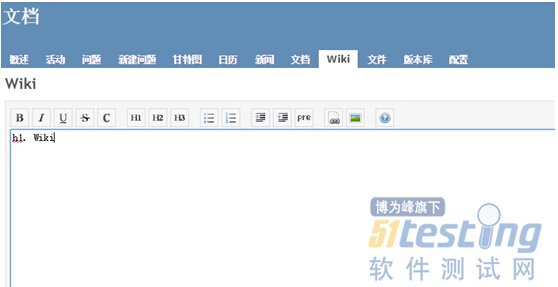 文档
概述 活动 问题 新建问题 甘特图 日历 新闻 文档 Wiki 文件 版本库 配置
Wiki
B I U S C H1 H2 H3 pre
h1. Wiki
博为峰旗下
51testing
软件测试网